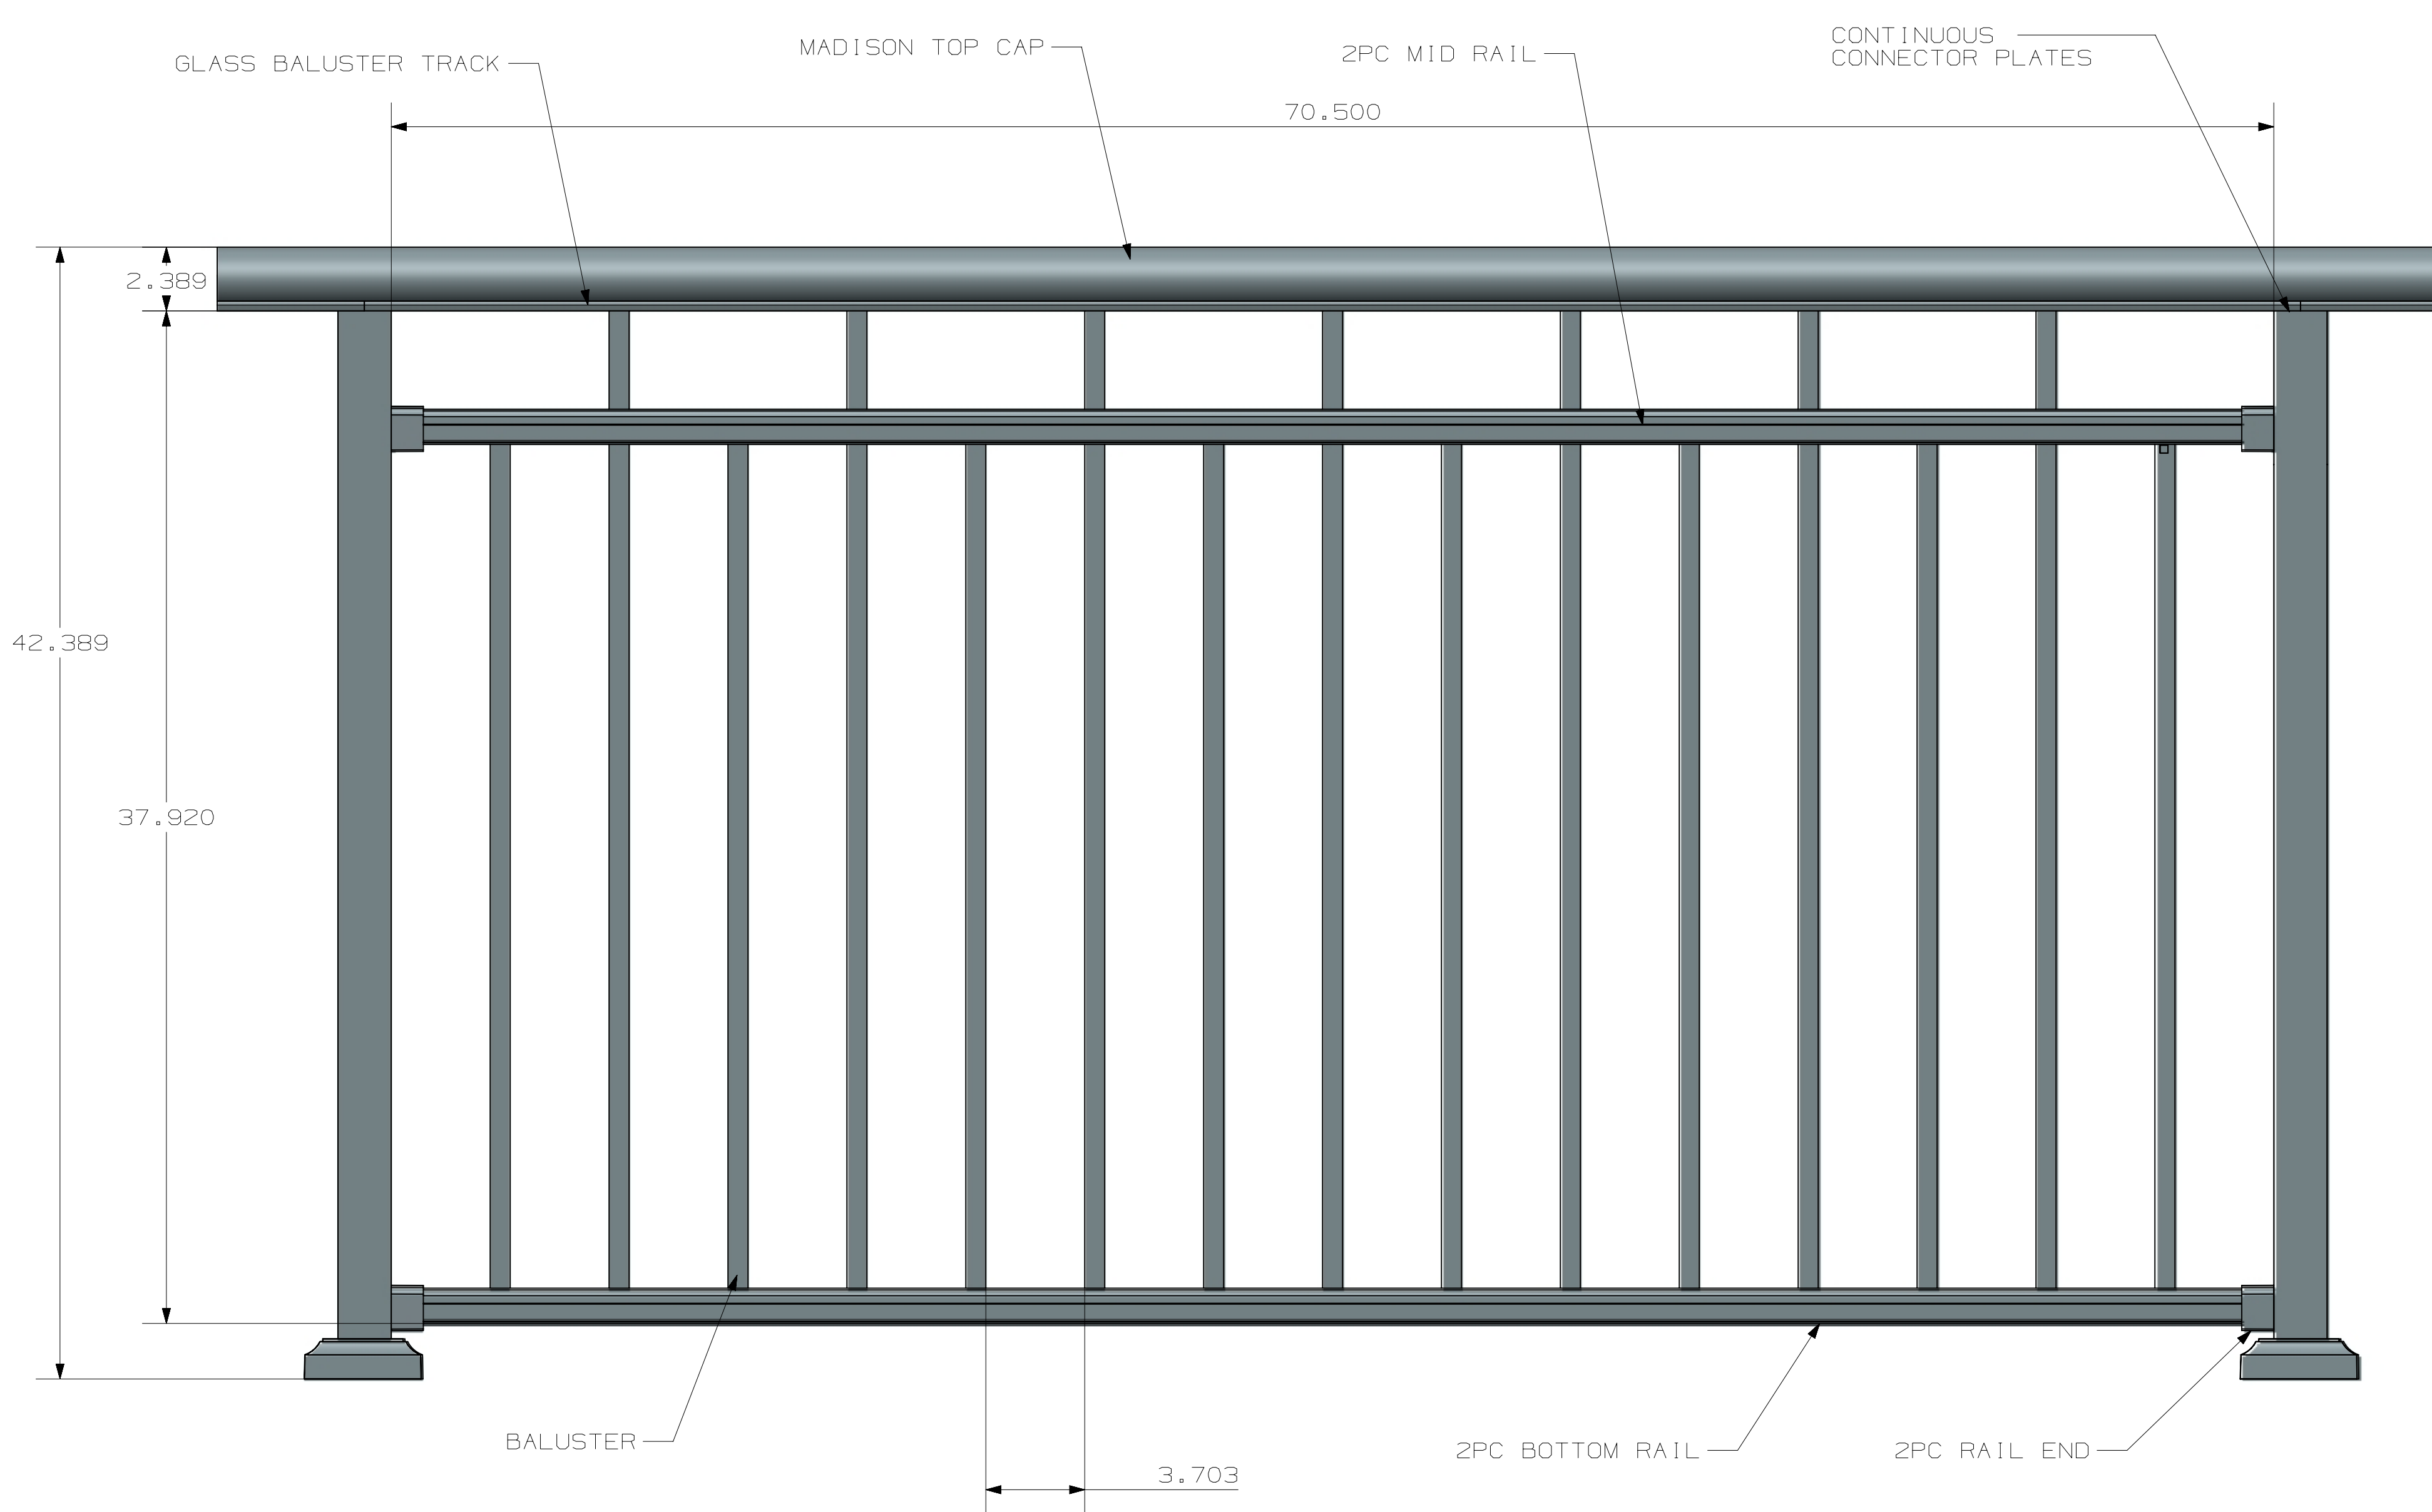 CONTINUOUS
CONNECTOR PLATES
MADISON TOP CAP
2PC MID RAIL
GLASS BALUSTER TRACK
70.500
2.389
42.389
37.920
BALUSTER
2PC BOTTOM RAIL
2PC RAIL END
3.703